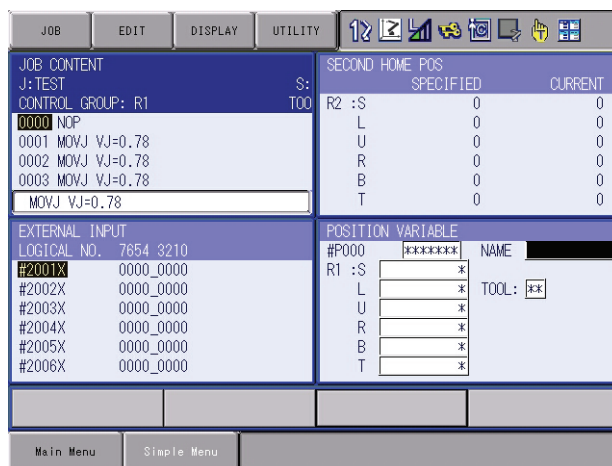 JOB EDIT DISPLAY UTILITY
JOB CONTENT
J:TEST S:
CONTROL GROUP: R1 TOO
0000 NOP
0001 MOVJ VJ=0.78
0002 MOVJ VJ=0.78
0003 MOVJ VJ=0.78
MOVJ VJ=0.78
SECOND HOME POS
SPECIFIED CURRENT
R2 :S 0 0
L 0 0
U 0 0
R 0 0
B 0 0
T 0 0
EXTERNAL INPUT
LOGICAL NO. 7654 3210
#2001X 0000_0000
#2002X 0000_0000
#2003X 0000_0000
#2004X 0000_0000
#2005X 0000_0000
#2006X 0000_0000
POSITION VARIABLE
#P000 ******* NAME
R1 :S *
L * TOOL: **
U *
R *
B *
T *
Main Menu Simple Menu